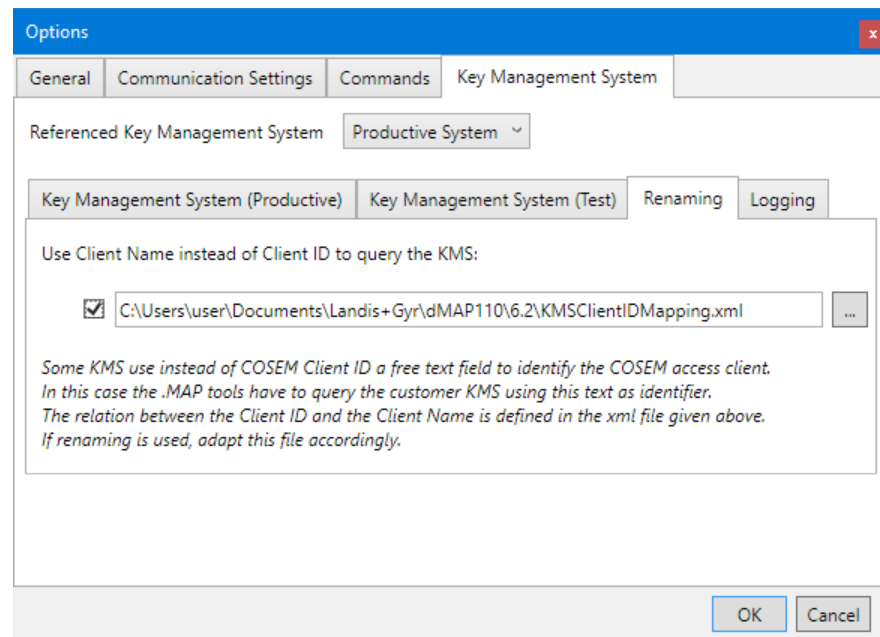 Options
x
General Communication Settings Commands Key Management System
Referenced Key Management System Productive System
Key Management System (Productive) Key Management System (Test) Renaming Logging
Use Client Name instead of Client ID to query the KMS:
C:\Users\user\Documents\Landis+Gyr\dMAP110\6.2\KMSClientIDMapping.xml ...
Some KMS use instead of COSEM Client ID a free text field to identify the COSEM access client.
In this case the .MAP tools have to query the customer KMS using this text as identifier.
The relation between the Client ID and the Client Name is defined in the xml file given above.
If renaming is used, adapt this file accordingly.
OK Cancel